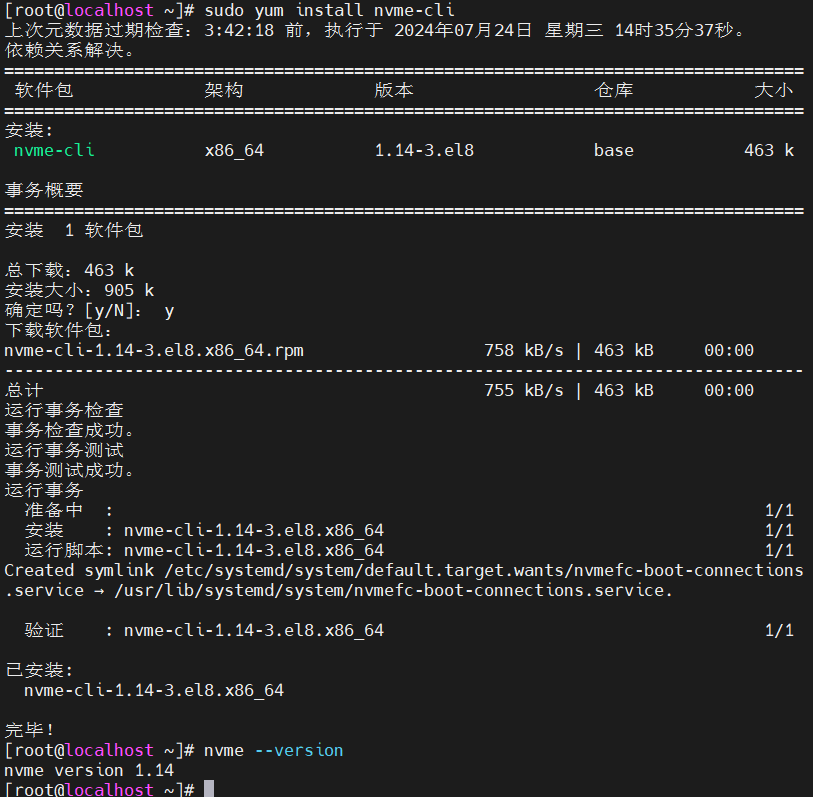 [root@localhost ~]# sudo yum install nvme-cli
上次元数据过期检查：3:42:18 前，执行于 2024年07月24日 星期三 14时35分37秒。
依赖关系解决。
================================================================================
软件包 架构 版本 仓库 大小
================================================================================
安装:
nvme-cli x86_64 1.14-3.el8 base 463 k
事务概要
================================================================================
安装  1 软件包
总下载：463 k
安装大小：905 k
确定吗？[y/N]： y
下载软件包：
nvme-cli-1.14-3.el8.x86_64.rpm 758 kB/s | 463 kB 00:00
--------------------------------------------------------------------------------
总计 755 kB/s | 463 kB 00:00
运行事务检查
事务检查成功。
运行事务测试
事务测试成功。
运行事务
准备中  : 1/1
安装    : nvme-cli-1.14-3.el8.x86_64 1/1
运行脚本: nvme-cli-1.14-3.el8.x86_64 1/1
Created symlink /etc/systemd/system/default.target.wants/nvmefc-boot-connections
.service → /usr/lib/systemd/system/nvmefc-boot-connections.service.
验证    : nvme-cli-1.14-3.el8.x86_64 1/1
已安装:
nvme-cli-1.14-3.el8.x86_64
完毕！
[root@localhost ~]# nvme --version
nvme version 1.14
[root@localhost ~]#